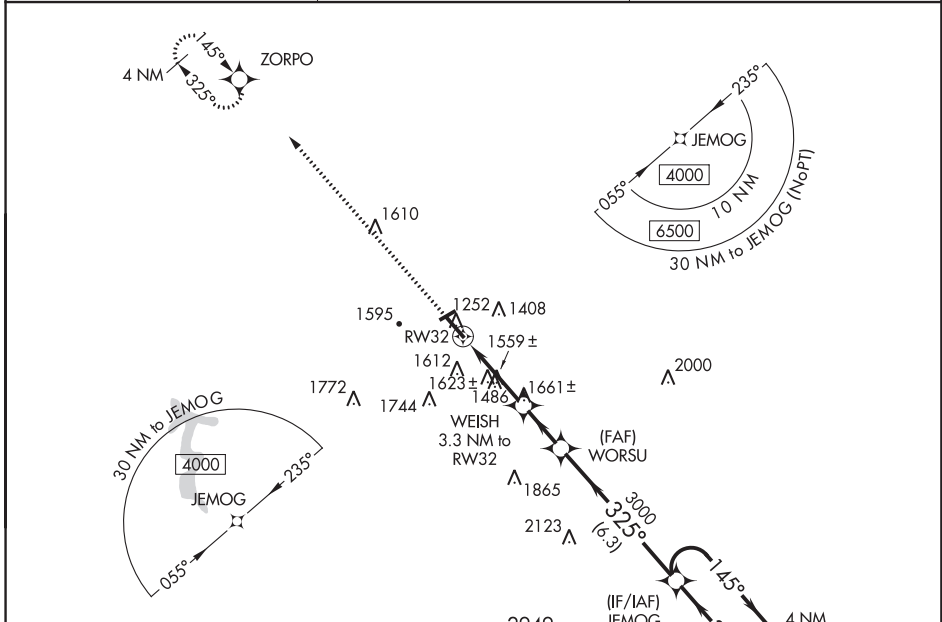 145°
ZORPO
4 NM
325°
235°
JEMOG
4000
055°
10 NM
6500
30 NM to JEMOG (NoPT)
1610
1252
1408
1595
RW32
1559±
1612
2000
1623±
1661±
1772
1486
1744
WEISH
3.3 NM to
RW32
(FAF)
WORSU
30 NM to JEMOG
4000
235°
JEMOG
1865
3000
325°
(6.3)
2123
055°
145°
(IF/IAF)
JEMOG
4 NM